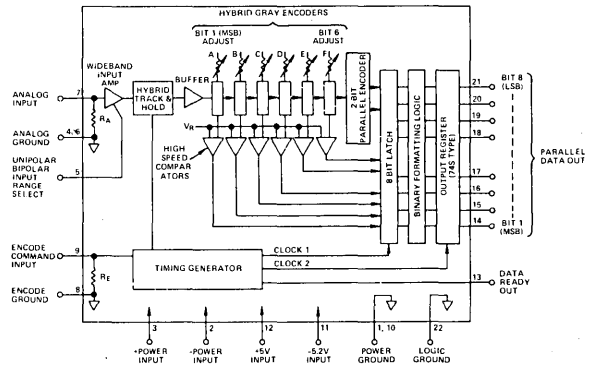 HYBRID GRAY ENCODERS
BIT 1 (MSB)
ADJUST
BIT 6
ADJUST
A B C D E F
WIDEBAND
INPUT
AMP
HYBRID
TRACK &
HOLD
BUFFER
2 BIT
PARALLEL ENCODER
8 BIT LATCH
BINARY FORMATTING LOGIC
OUTPUT REGISTER
(74S TYPE)
ANALOG
INPUT
7
RA
ANALOG
GROUND
4, 6
UNIPOLAR
BIPOLAR
INPUT
RANGE
SELECT
5
VR
HIGH
SPEED
COMPAR
ATORS
21
BIT 8
(LSB)
20
19
18
17
16
15
14
BIT 1
(MSB)
PARALLEL
DATA OUT
ENCODE
COMMAND
INPUT
9
RE
ENCODE
GROUND
8
TIMING GENERATOR
CLOCK 1
CLOCK 2
13
DATA
READY
OUT
3
+POWER
INPUT
2
-POWER
INPUT
12
+5V
INPUT
11
-5.2V
INPUT
1, 10
POWER
GROUND
22
LOGIC
GROUND